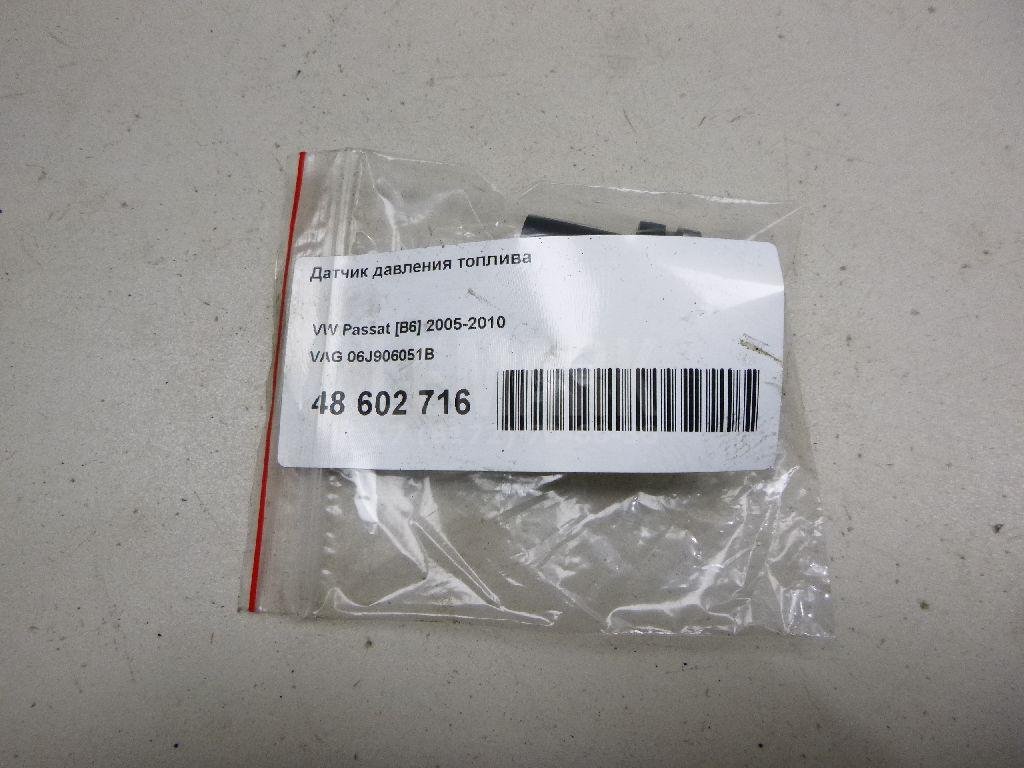 Датчик давления топлива
VW Passat [B6] 2005-2010
VAG 06J906051B
48 602 716